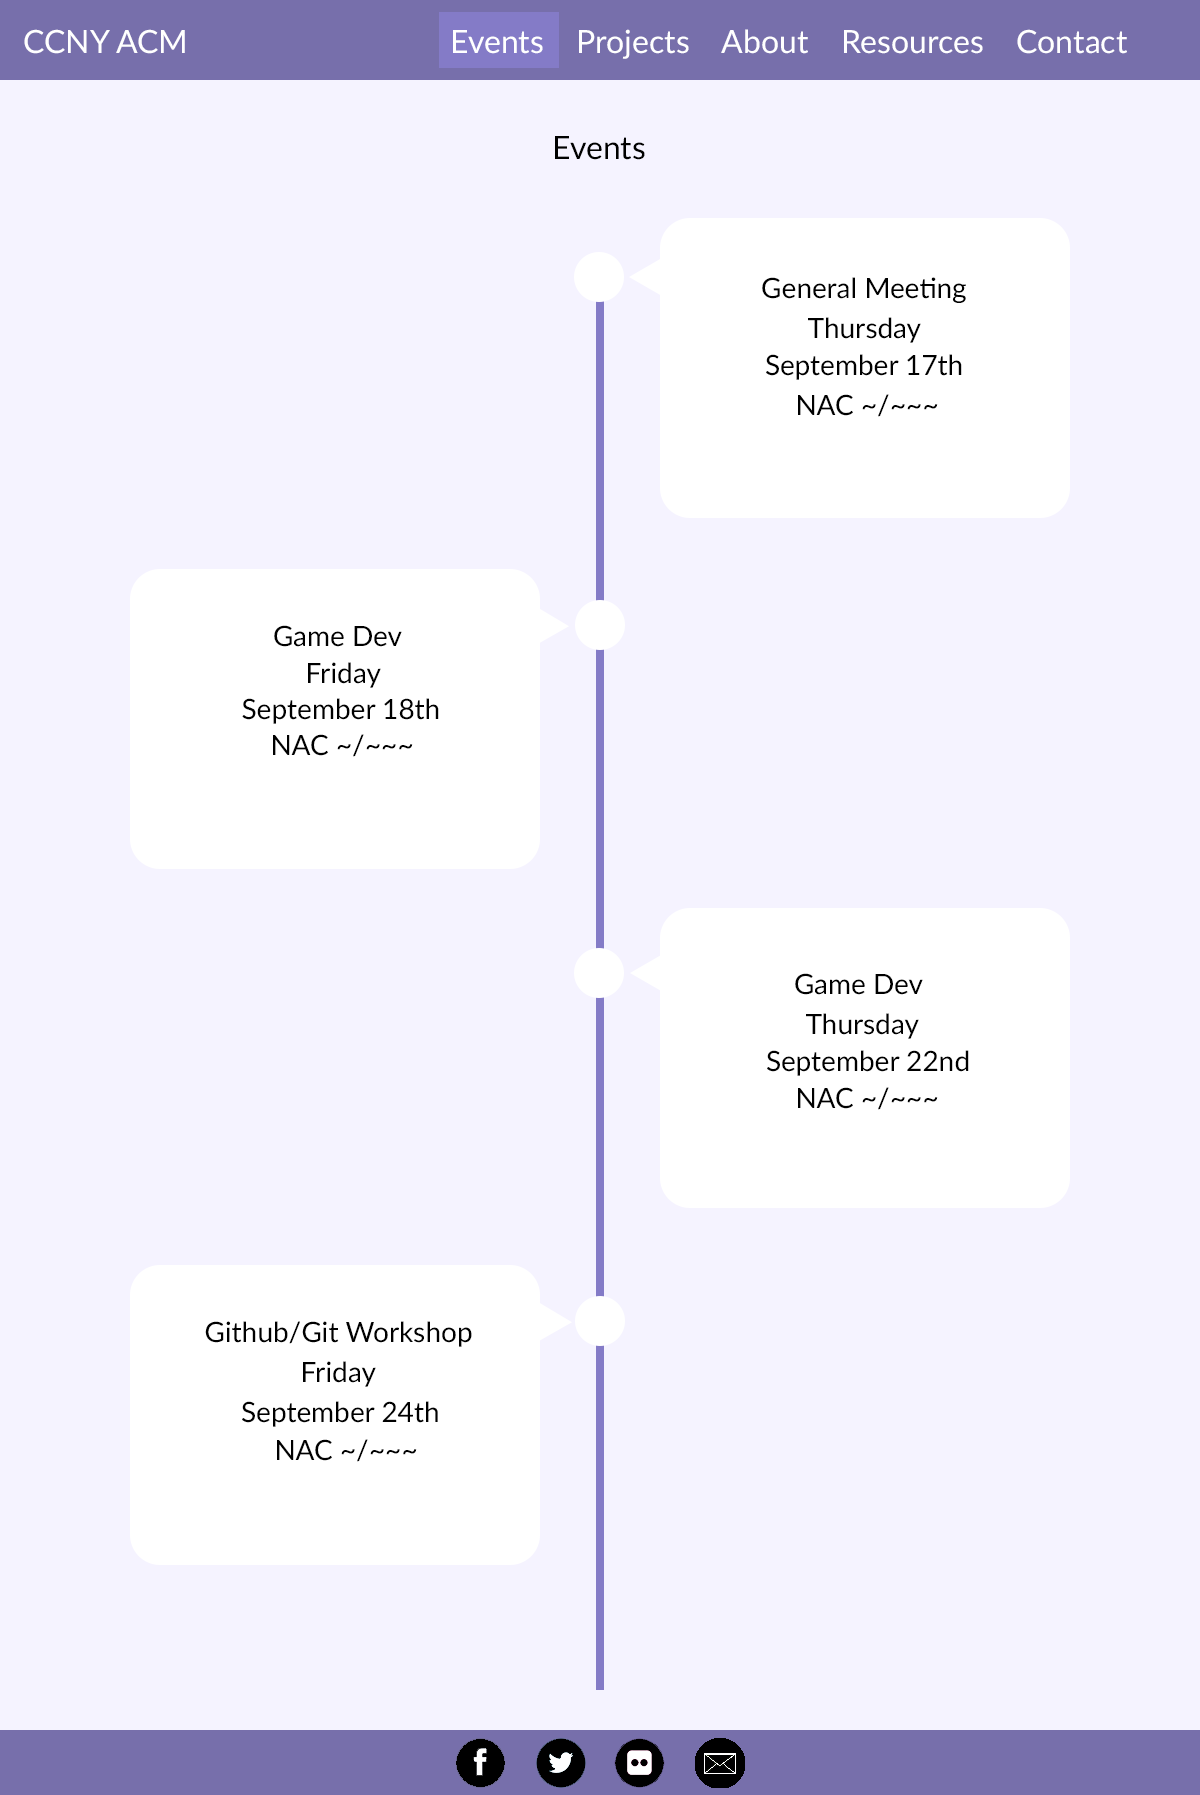 CCNY ACM
Events Projects About Resources Contact
Events
General Meeting
Thursday
September 17th
NAC ~/~~~
Game Dev
Friday
September 18th
NAC ~/~~~
Game Dev
Thursday
September 22nd
NAC ~/~~~
Github/Git Workshop
Friday
September 24th
NAC ~/~~~